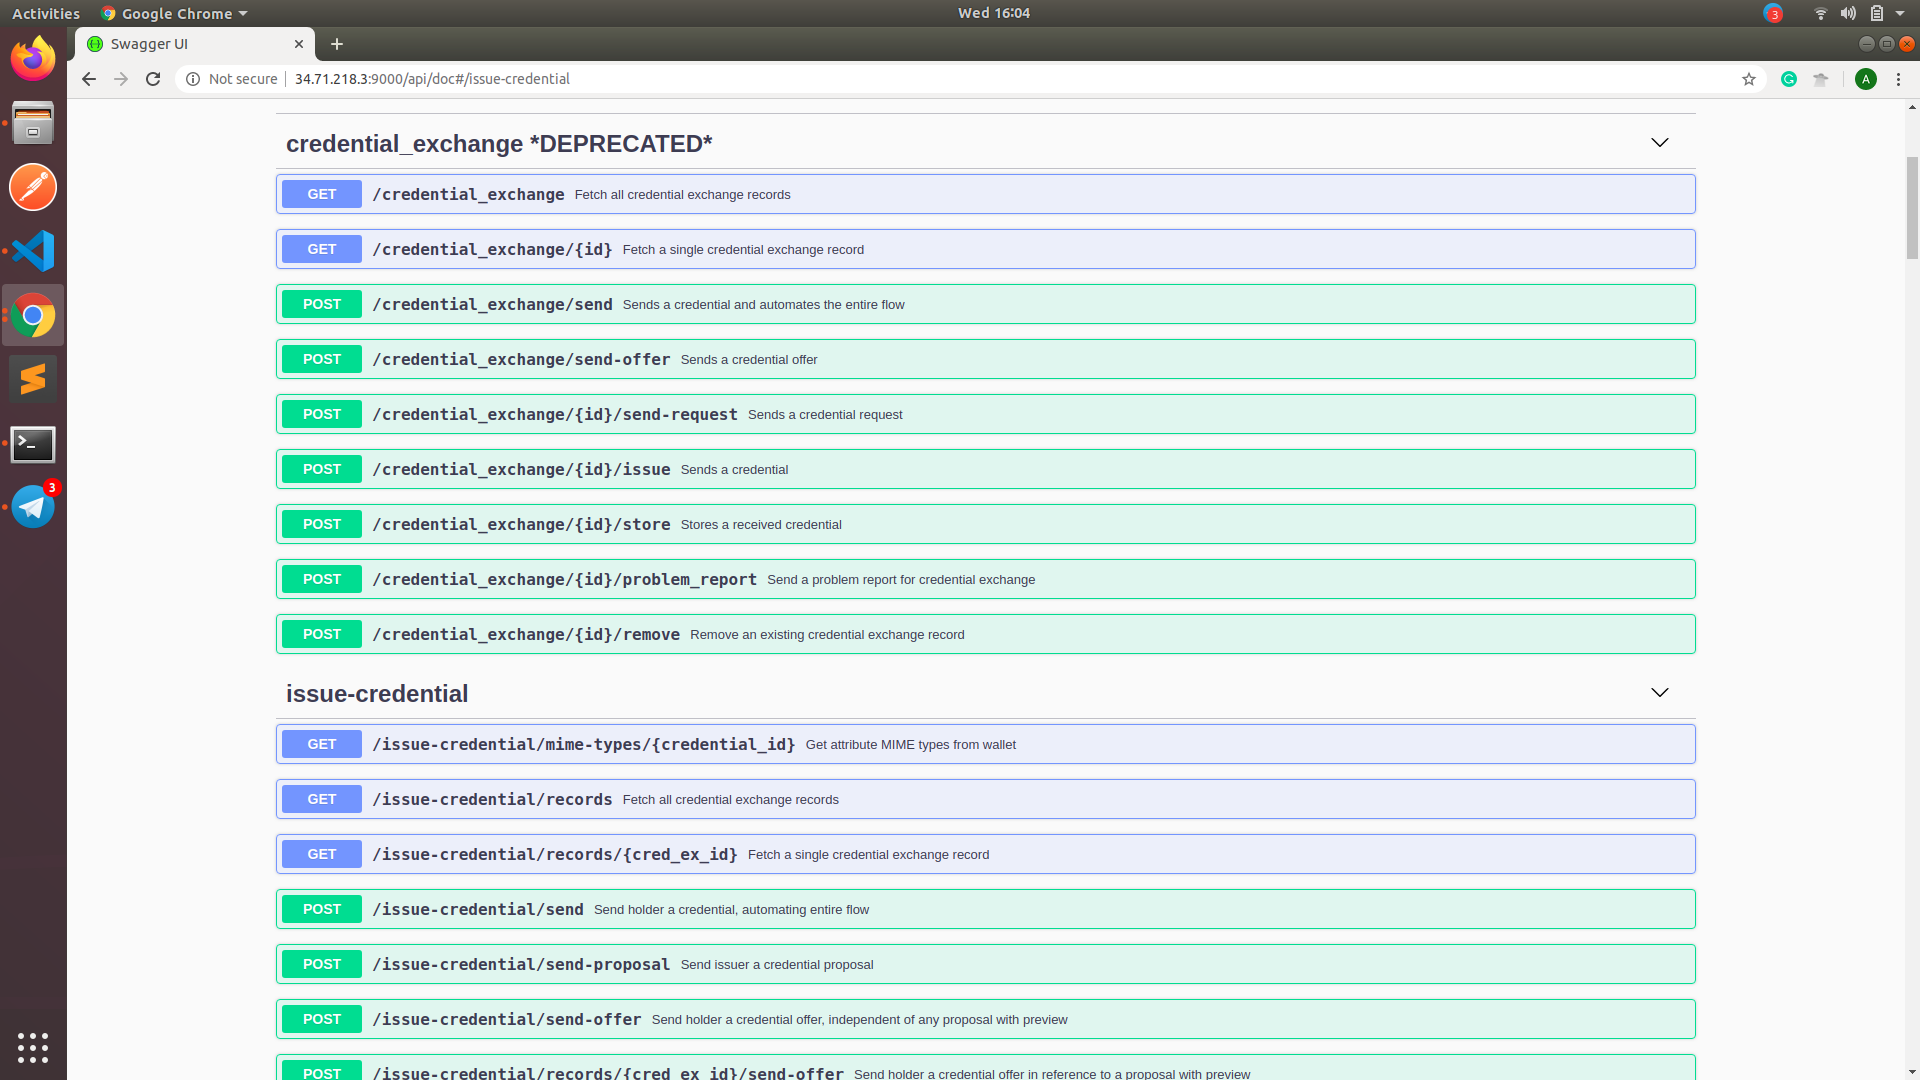 Activities Google Chrome Wed 16:04 3
Swagger UI
Not secure 34.71.218.3:9000/api/doc#/issue-credential A
credential_exchange *DEPRECATED*
GET /credential_exchange Fetch all credential exchange records
GET /credential_exchange/{id} Fetch a single credential exchange record
POST /credential_exchange/send Sends a credential and automates the entire flow
POST /credential_exchange/send-offer Sends a credential offer
POST /credential_exchange/{id}/send-request Sends a credential request
POST /credential_exchange/{id}/issue Sends a credential
3
POST /credential_exchange/{id}/store Stores a received credential
POST /credential_exchange/{id}/problem_report Send a problem report for credential exchange
POST /credential_exchange/{id}/remove Remove an existing credential exchange record
issue-credential
GET /issue-credential/mime-types/{credential_id} Get attribute MIME types from wallet
GET /issue-credential/records Fetch all credential exchange records
GET /issue-credential/records/{cred_ex_id} Fetch a single credential exchange record
POST /issue-credential/send Send holder a credential, automating entire flow
POST /issue-credential/send-proposal Send issuer a credential proposal
POST /issue-credential/send-offer Send holder a credential offer, independent of any proposal with preview
POST /issue-credential/records/{cred_ex_id}/send-offer Send holder a credential offer in reference to a proposal with preview